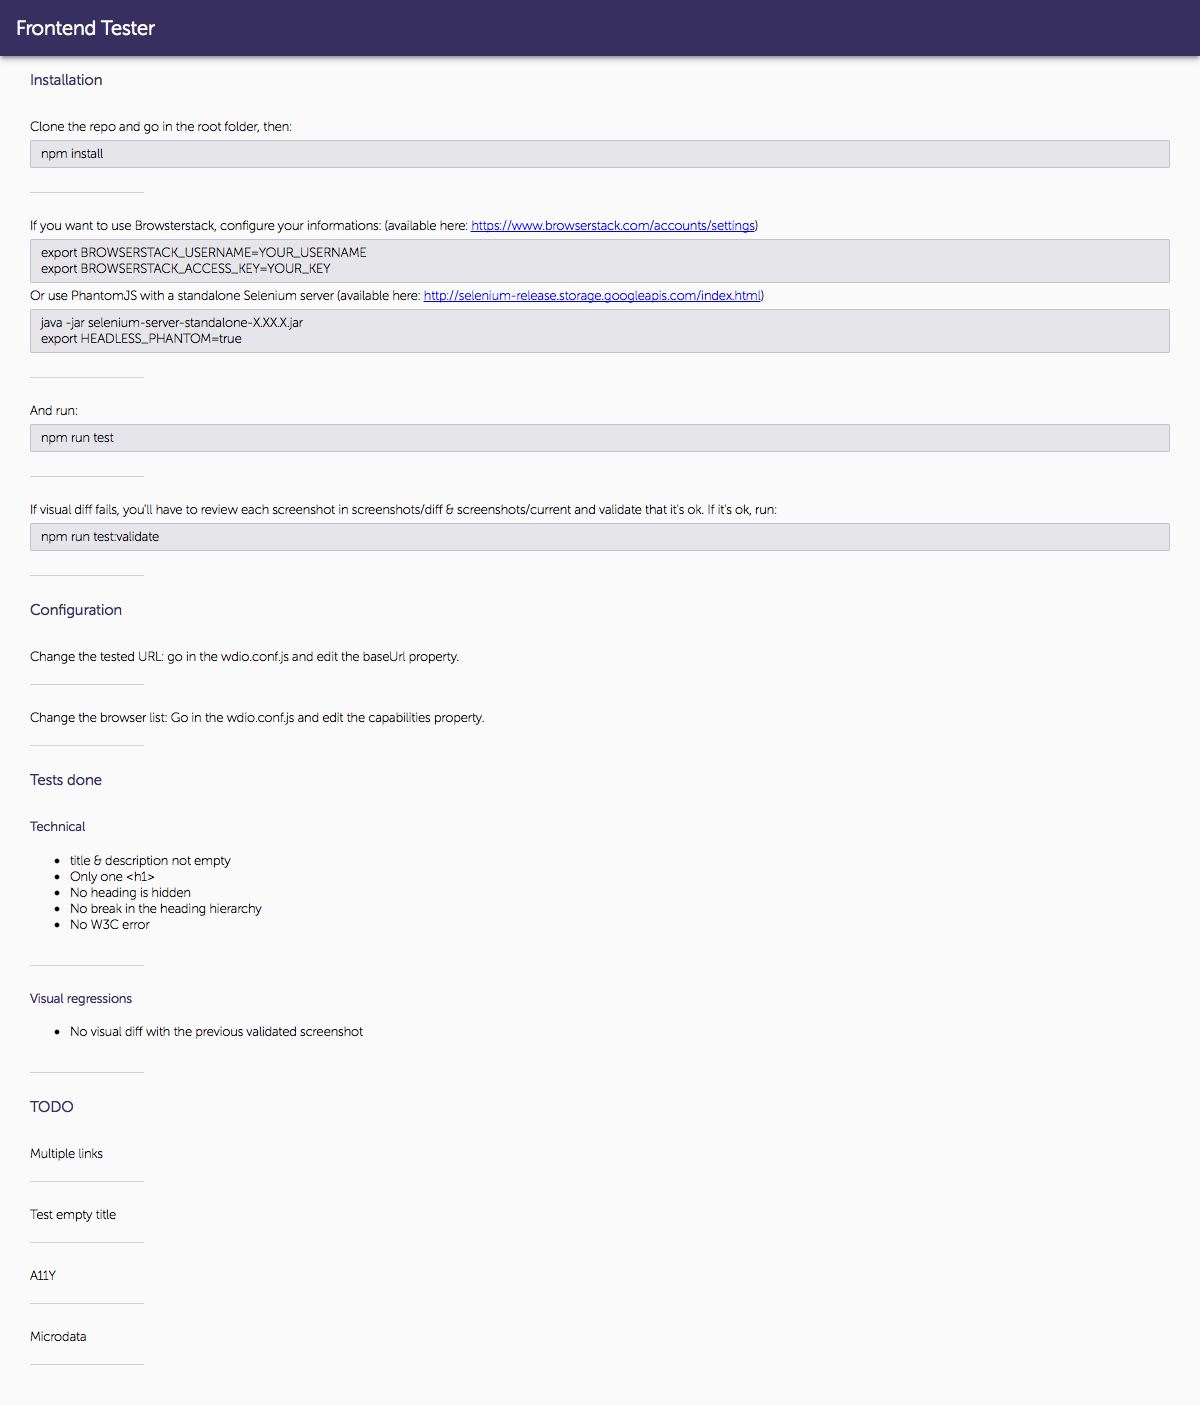 Frontend Tester
Installation
Clone the repo and go in the root folder, then:
npm install
If you want to use Browsterstack, configure your informations: (available here: https://www.browserstack.com/accounts/settings)
export BROWSERSTACK_USERNAME=YOUR_USERNAME
export BROWSERSTACK_ACCESS_KEY=YOUR_KEY
Or use PhantomJS with a standalone Selenium server (available here: http://selenium-release.storage.googleapis.com/index.html)
java -jar selenium-server-standalone-X.XX.X.jar
export HEADLESS_PHANTOM=true
And run:
npm run test
If visual diff fails, you'll have to review each screenshot in screenshots/diff & screenshots/current and validate that it's ok. If it's ok, run:
npm run test:validate
Configuration
Change the tested URL: go in the wdio.conf.js and edit the baseUrl property.
Change the browser list: Go in the wdio.conf.js and edit the capabilities property.
Tests done
Technical
• title & description not empty
• Only one <h1>
• No heading is hidden
• No break in the heading hierarchy
• No W3C error
Visual regressions
• No visual diff with the previous validated screenshot
TODO
Multiple links
Test empty title
A11Y
Microdata